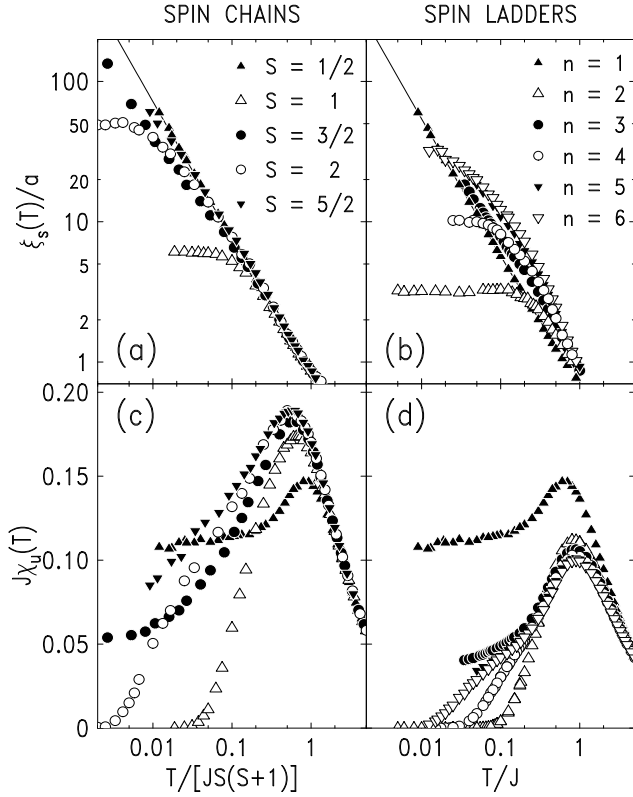 SPIN CHAINS
SPIN LADDERS
S = 1/2
S = 1
S = 3/2
S = 2
S = 5/2
n = 1
n = 2
n = 3
n = 4
n = 5
n = 6
100
50
20
10
5
2
1
ξs(T)/a
(a)
(b)
0.20
0.15
0.10
0.05
0
Jχu(T)
(c)
(d)
0.01
0.1
1
0.01
0.1
1
T/[JS(S+1)]
T/J